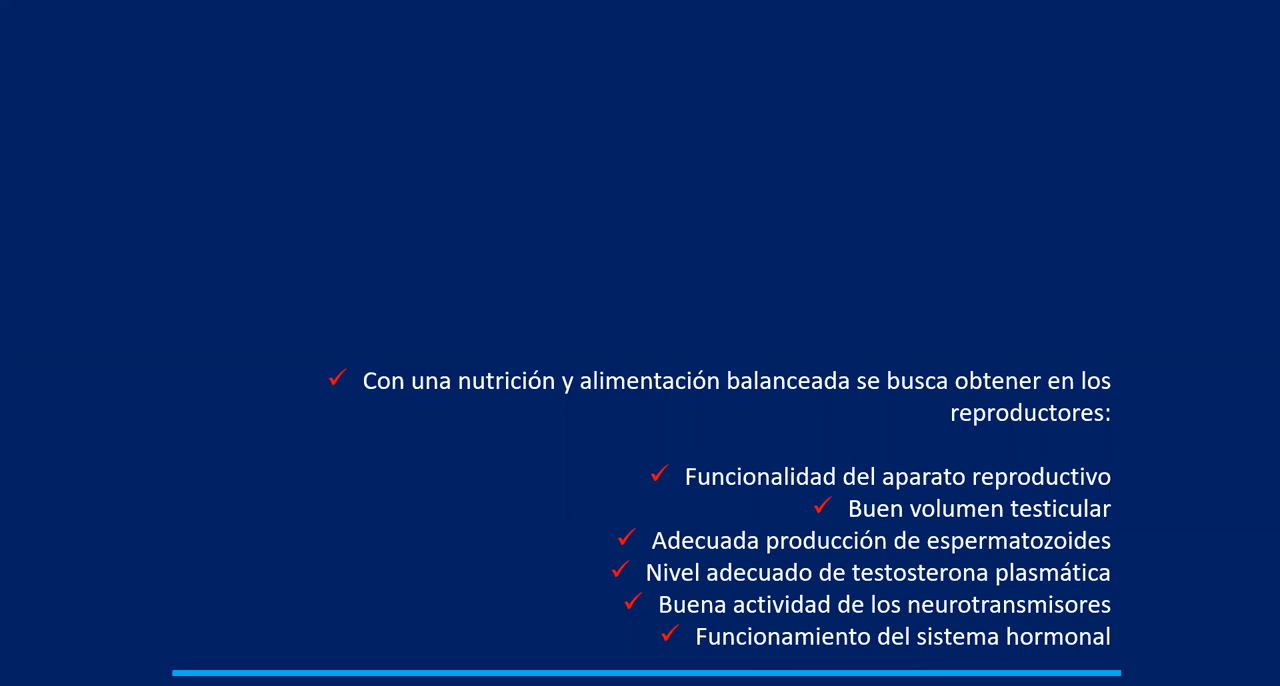 ✓ Con una nutrición y alimentación balanceada se busca obtener en los
reproductores:
✓ Funcionalidad del aparato reproductivo
✓ Buen volumen testicular
✓ Adecuada producción de espermatozoides
✓ Nivel adecuado de testosterona plasmática
✓ Buena actividad de los neurotransmisores
✓ Funcionamiento del sistema hormonal